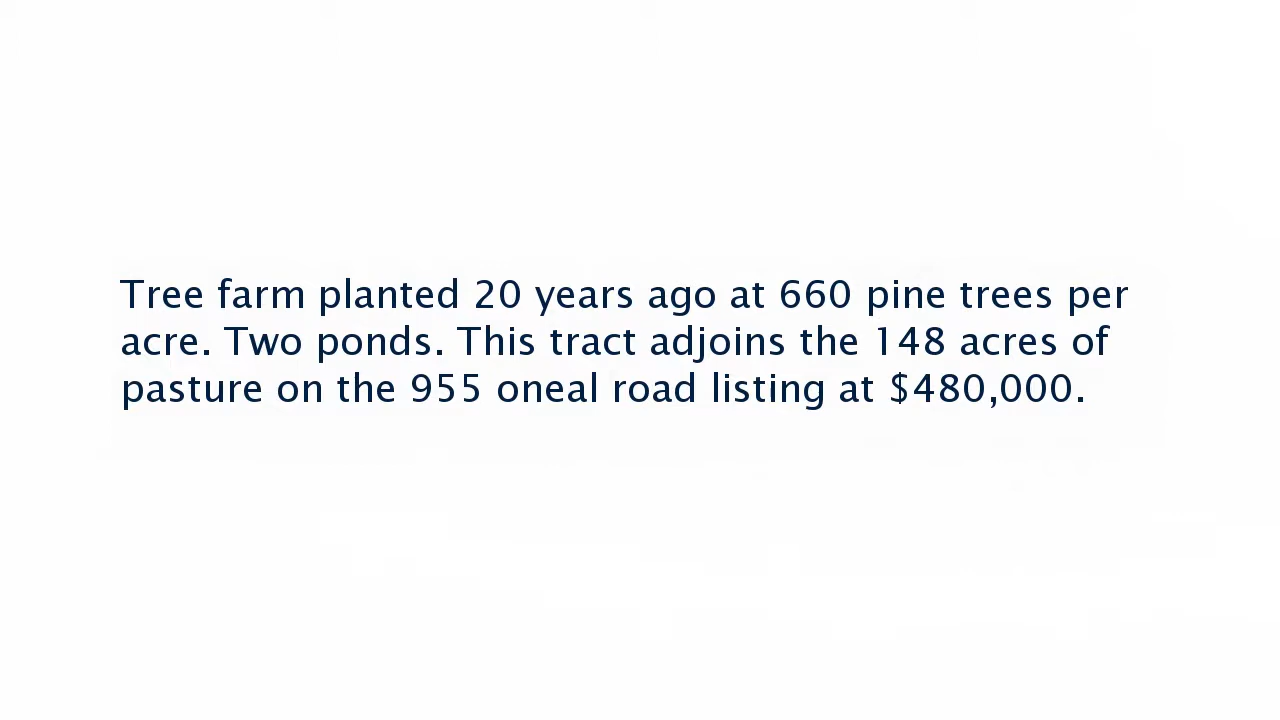 Tree farm planted 20 years ago at 660 pine trees per
acre. Two ponds. This tract adjoins the 148 acres of
pasture on the 955 oneal road listing at $480,000.